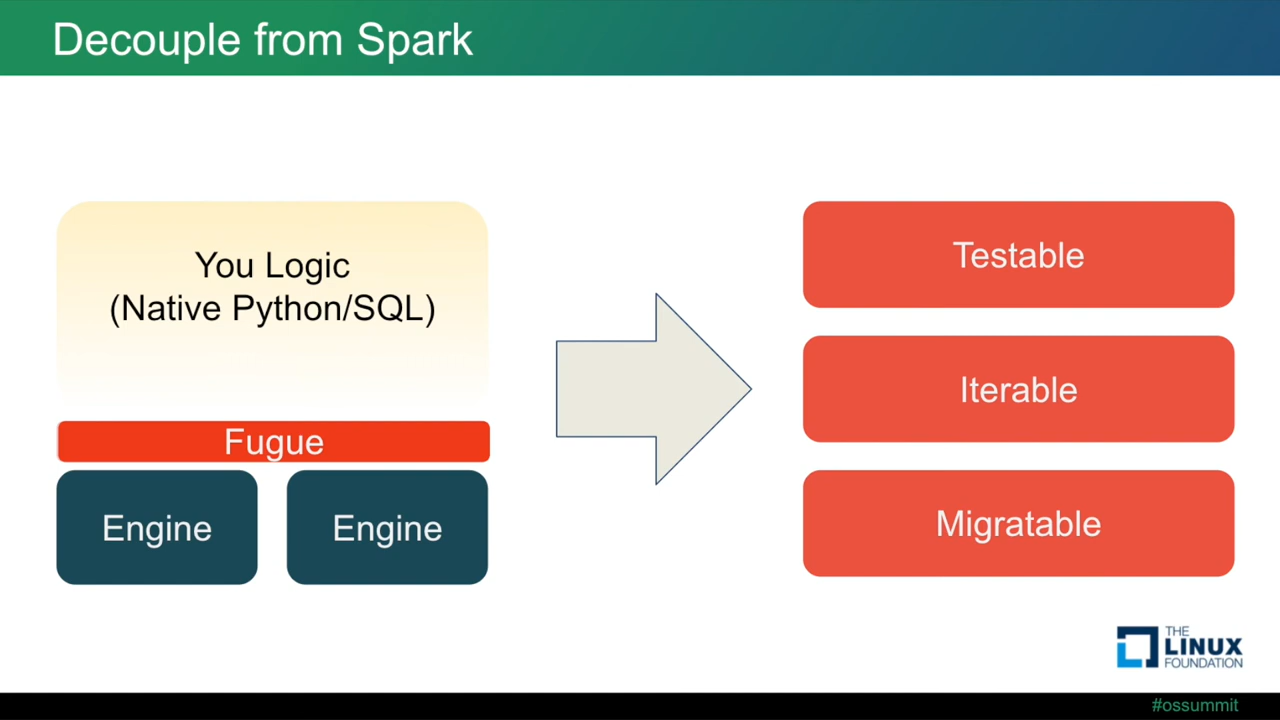 Decouple from Spark
You Logic
(Native Python/SQL)
Fugue
Engine
Engine
Testable
Iterable
Migratable
THE
LINUX
FOUNDATION
#ossummit